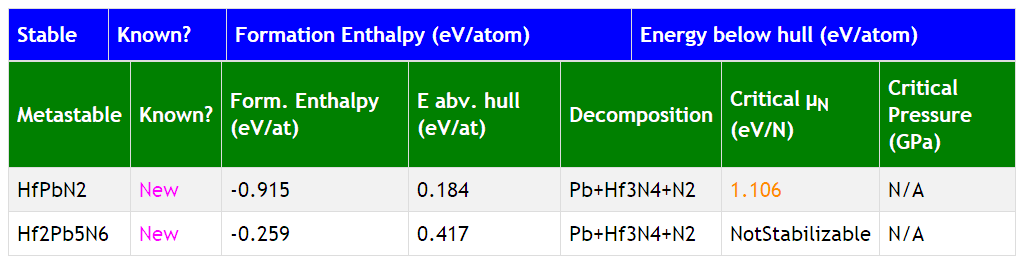 Stable Known? Formation Enthalpy (eV/atom) Energy below hull (eV/atom)
Metastable Known? Form. Enthalpy (eV/at) E abv. hull (eV/at) Decomposition Critical μN (eV/N) Critical Pressure (GPa)
HfPbN2 New -0.915 0.184 Pb+Hf3N4+N2 1.106 N/A
Hf2Pb5N6 New -0.259 0.417 Pb+Hf3N4+N2 NotStabilizable N/A